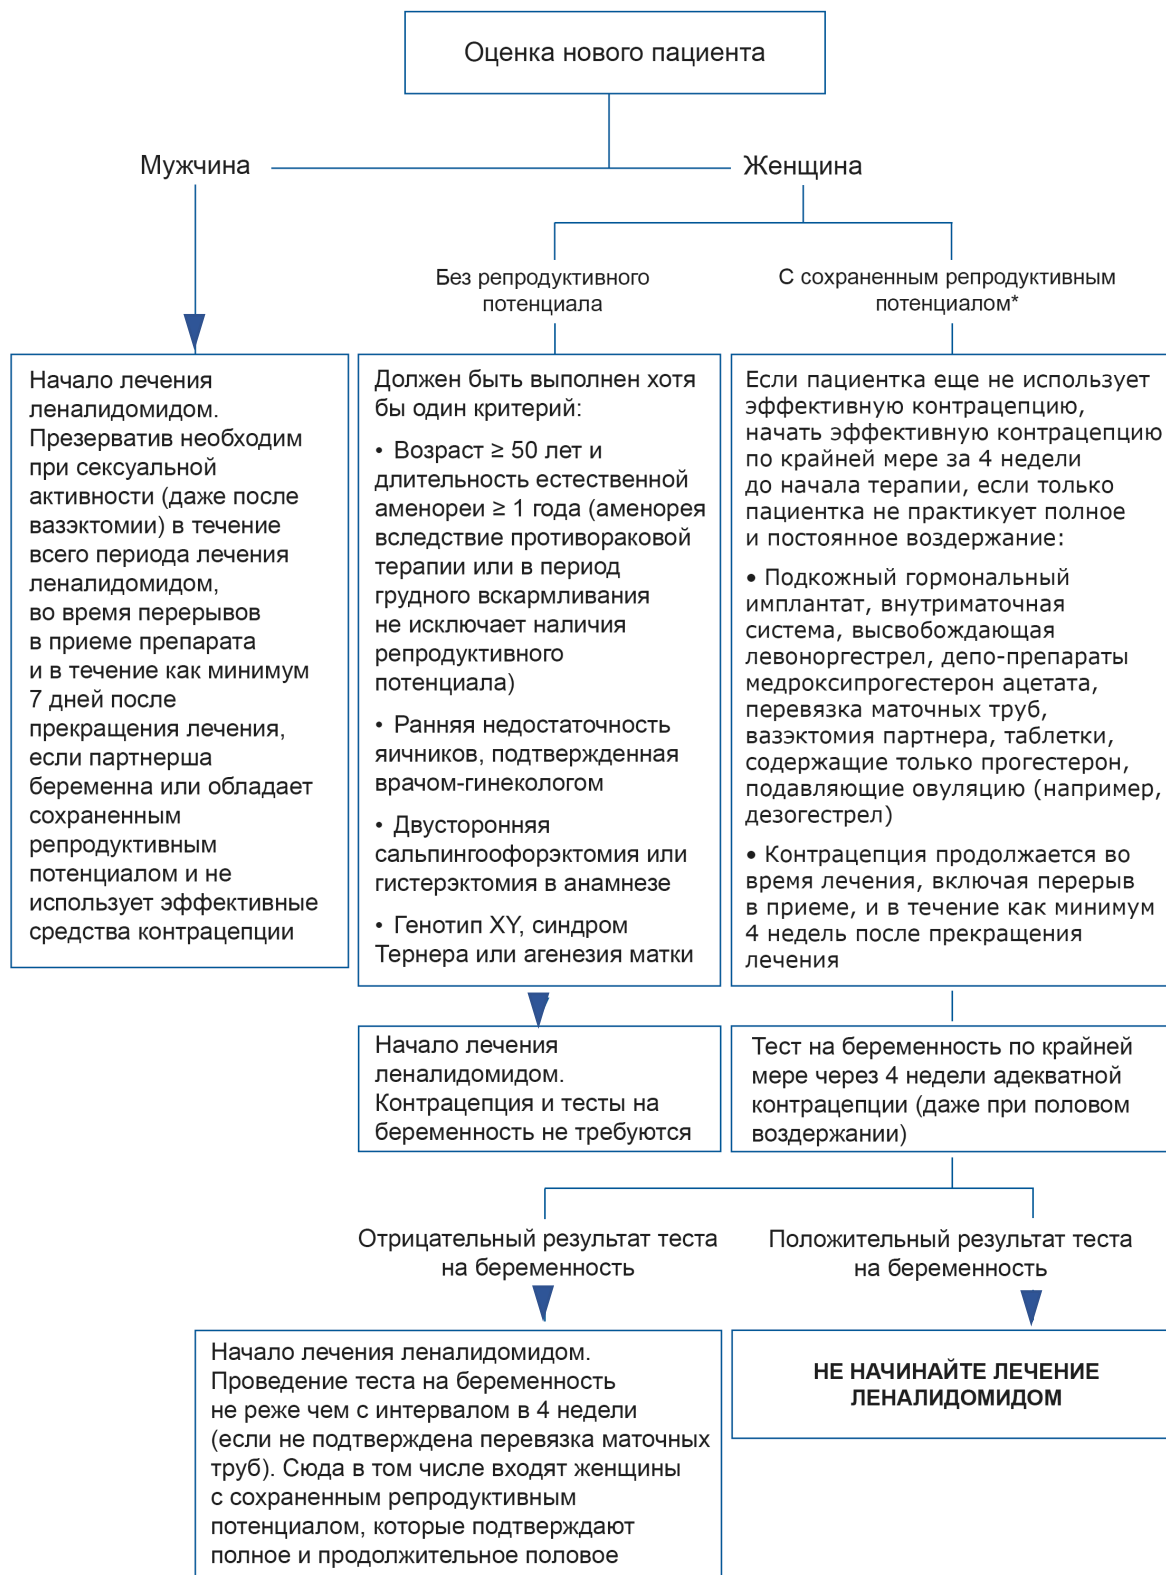 Оценка нового пациента
Мужчина
Женщина
Без репродуктивного
потенциала
С сохраненным репродуктивным
потенциалом*
Начало лечения
леналидомидом.
Презерватив необходим
при сексуальной
активности (даже после
вазэктомии) в течение
всего периода лечения
леналидомидом,
во время перерывов
в приеме препарата
и в течение как минимум
7 дней после
прекращения лечения,
если партнерша
беременна или обладает
сохраненным
репродуктивным
потенциалом и не
использует эффективные
средства контрацепции
Должен быть выполнен хотя
бы один критерий:
• Возраст ≥ 50 лет и
длительность естественной
аменореи ≥ 1 года (аменорея
вследствие противораковой
терапии или в период
грудного вскармливания
не исключает наличия
репродуктивного
потенциала)
• Ранняя недостаточность
яичников, подтвержденная
врачом-гинекологом
• Двусторонняя
сальпингоофорэктомия или
гистерэктомия в анамнезе
• Генотип XY, синдром
Тернера или агенезия матки
Если пациентка еще не использует
эффективную контрацепцию,
начать эффективную контрацепцию
по крайней мере за 4 недели
до начала терапии, если только
пациентка не практикует полное
и постоянное воздержание:
• Подкожный гормональный
имплантат, внутриматочная
система, высвобождающая
левоноргестрел, депо-препараты
медроксипрогестерон ацетата,
перевязка маточных труб,
вазэктомия партнера, таблетки,
содержащие только прогестерон,
подавляющие овуляцию (например,
дезогестрел)
• Контрацепция продолжается во
время лечения, включая перерыв
в приеме, и в течение как минимум
4 недель после прекращения
лечения
Начало лечения
леналидомидом.
Контрацепция и тесты на
беременность не требуются
Тест на беременность по крайней
мере через 4 недели адекватной
контрацепции (даже при половом
воздержании)
Отрицательный результат теста
на беременность
Положительный результат теста
на беременность
Начало лечения леналидомидом.
Проведение теста на беременность
не реже чем с интервалом в 4 недели
(если не подтверждена перевязка маточных
труб). Сюда в том числе входят женщины
с сохраненным репродуктивным
потенциалом, которые подтверждают
полное и продолжительное половое
НЕ НАЧИНАЙТЕ ЛЕЧЕНИЕ
ЛЕНАЛИДОМИДОМ